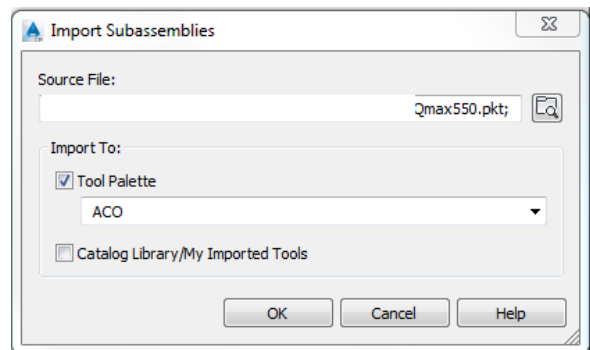 Import Subassemblies
Source File:
Qmax550.pkt;
Import To:
Tool Palette
ACO
Catalog Library/My Imported Tools
OK Cancel Help